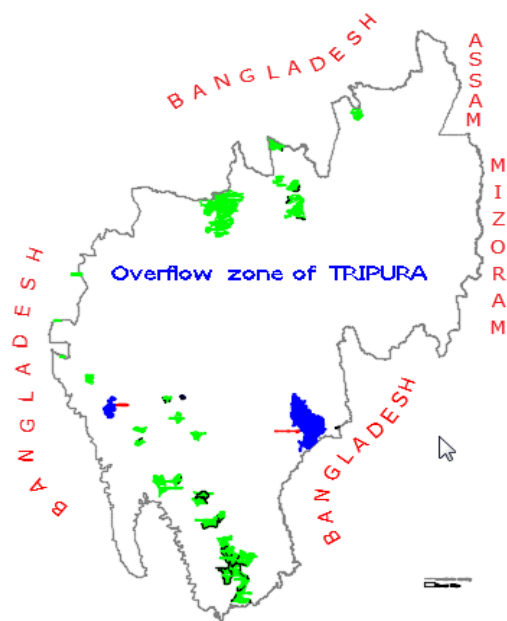 BANGLADESH
ASSAM
MIZORAM
Overflow zone of TRIPURA
BANGLADESH
BANGLADESH